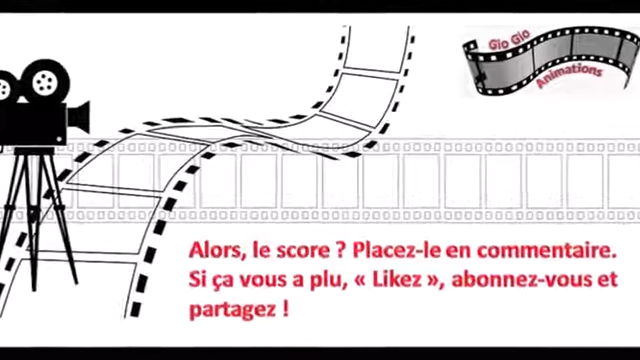 Gio Gio
Animations
Alors, le score ? Placez-le en commentaire.
Si ça vous a plu, « Likez », abonnez-vous et
partagez !